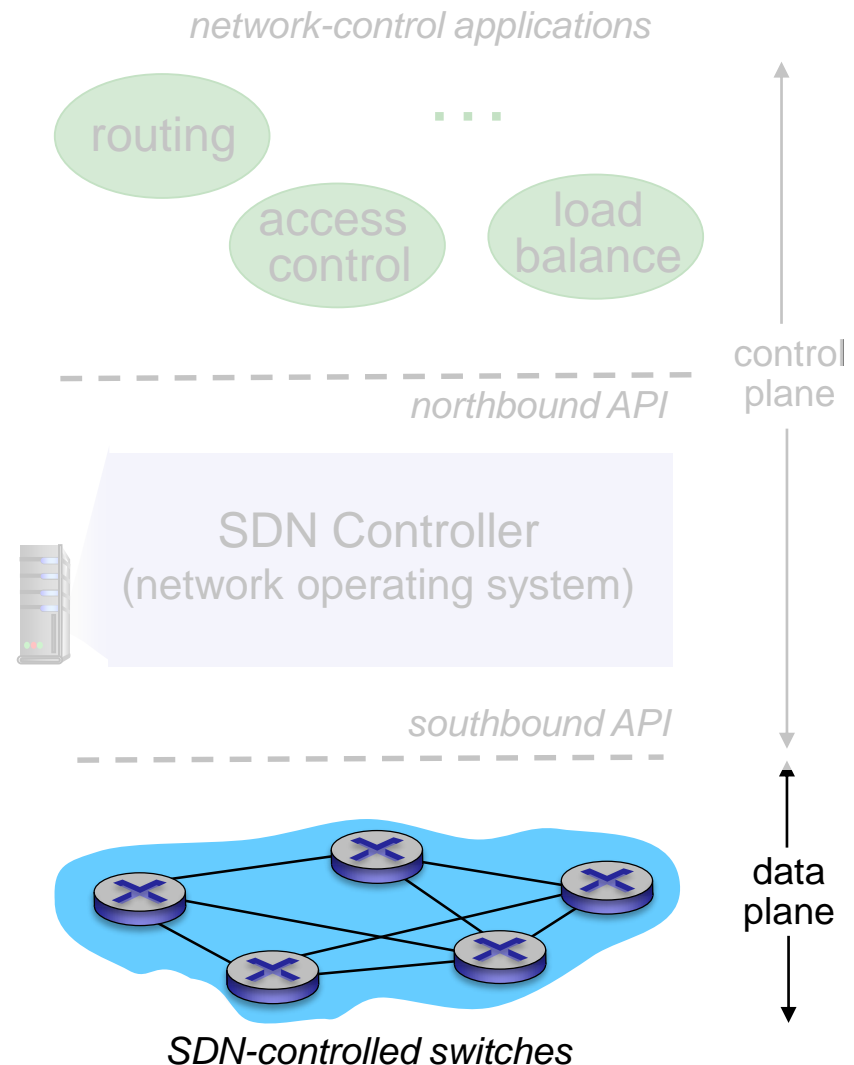 network-control applications
routing
...
access
control
load
balance
control
plane
northbound API
SDN Controller
(network operating system)
southbound API
data
plane
SDN-controlled switches